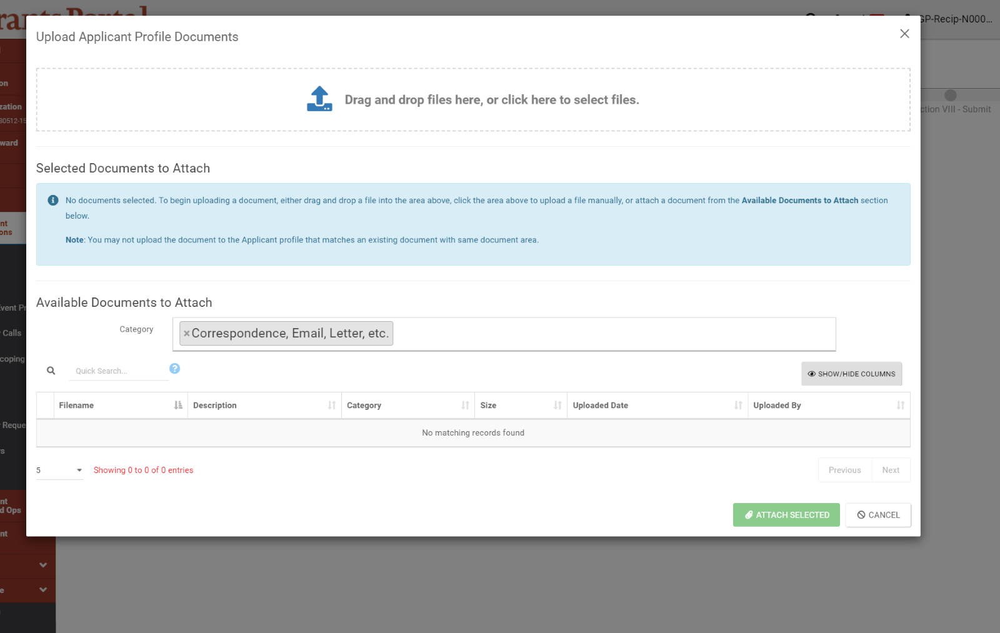 rants Portal
GP-Recip-N000...
Upload Applicant Profile Documents
Drag and drop files here, or click here to select files.
ction VIII - Submit
Selected Documents to Attach
No documents selected. To begin uploading a document, either drag and drop a file into the area above, click the area above to upload a file manually, or attach a document from the Available Documents to Attach section
below.
Note: You may not upload the document to the Applicant profile that matches an existing document with same document area.
Available Documents to Attach
Category
×Correspondence, Email, Letter, etc.
Quick Search...
SHOW/HIDE COLUMNS
Filename Description Category Size Uploaded Date Uploaded By
No matching records found
5 Showing 0 to 0 of 0 entries
Previous Next
ATTACH SELECTED CANCEL
on
zation
30512-15
ward
nt
ons
Event Pr
Calls
coping
Reque
rs
nt
d Ops
nt
e